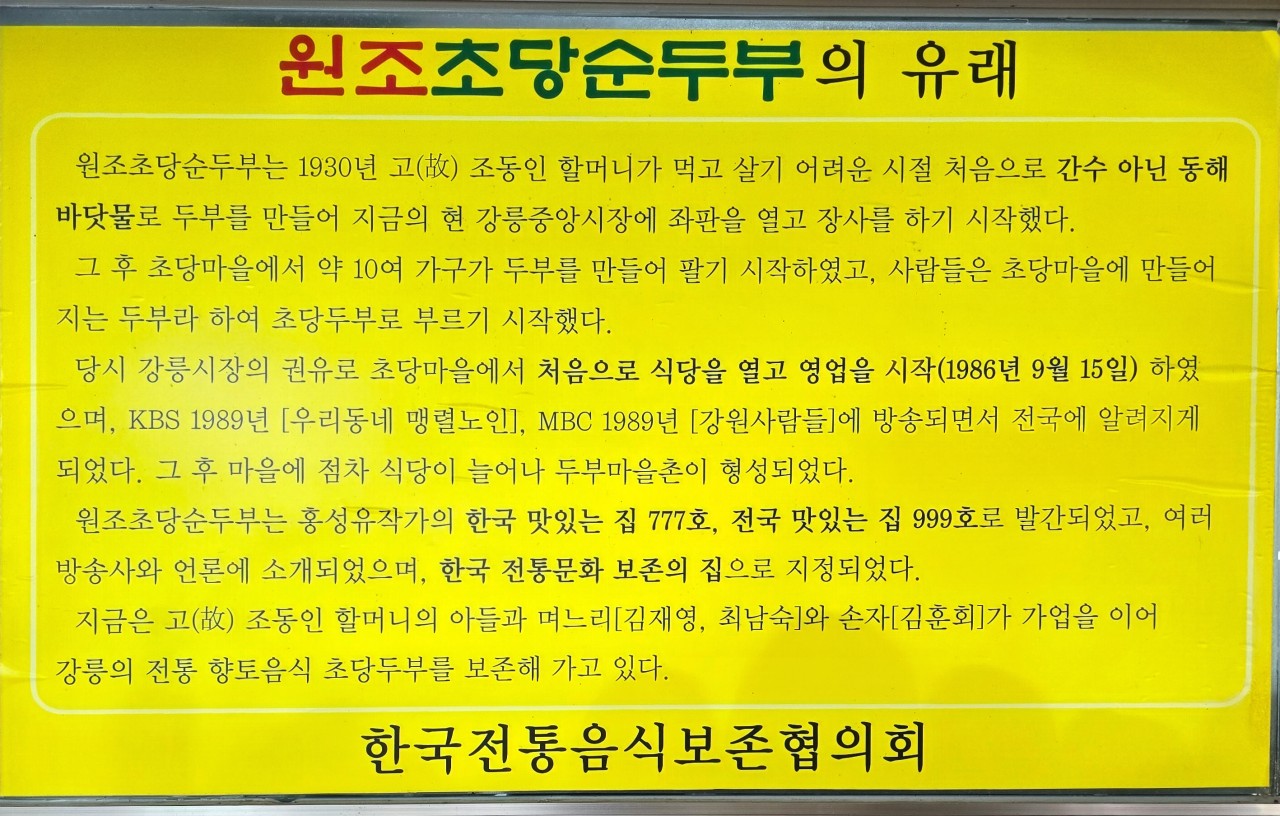 원조초당순두부의 유래
원조초당순두부는 1930년 고(故) 조동인 할머니가 먹고 살기 어려운 시절 처음으로 간수 아닌 동해
바닷물로 두부를 만들어 지금의 현 강릉중앙시장에 좌판을 열고 장사를 하기 시작했다.
그 후 초당마을에서 약 10여 가구가 두부를 만들어 팔기 시작하였고, 사람들은 초당마을에 만들어
지는 두부라 하여 초당두부로 부르기 시작했다.
당시 강릉시장의 권유로 초당마을에서 처음으로 식당을 열고 영업을 시작(1986년 9월 15일) 하였
으며, KBS 1989년 [우리동네 맹렬노인], MBC 1989년 [강원사람들]에 방송되면서 전국에 알려지게
되었다. 그 후 마을에 점차 식당이 늘어나 두부마을촌이 형성되었다.
원조초당순두부는 홍성유작가의 한국 맛있는 집 777호, 전국 맛있는 집 999호로 발간되었고, 여러
방송사와 언론에 소개되었으며, 한국 전통문화 보존의 집으로 지정되었다.
지금은 고(故) 조동인 할머니의 아들과 며느리[김재영, 최남숙]와 손자[김훈회]가 가업을 이어
강릉의 전통 향토음식 초당두부를 보존해 가고 있다.
한국전통음식보존협의회